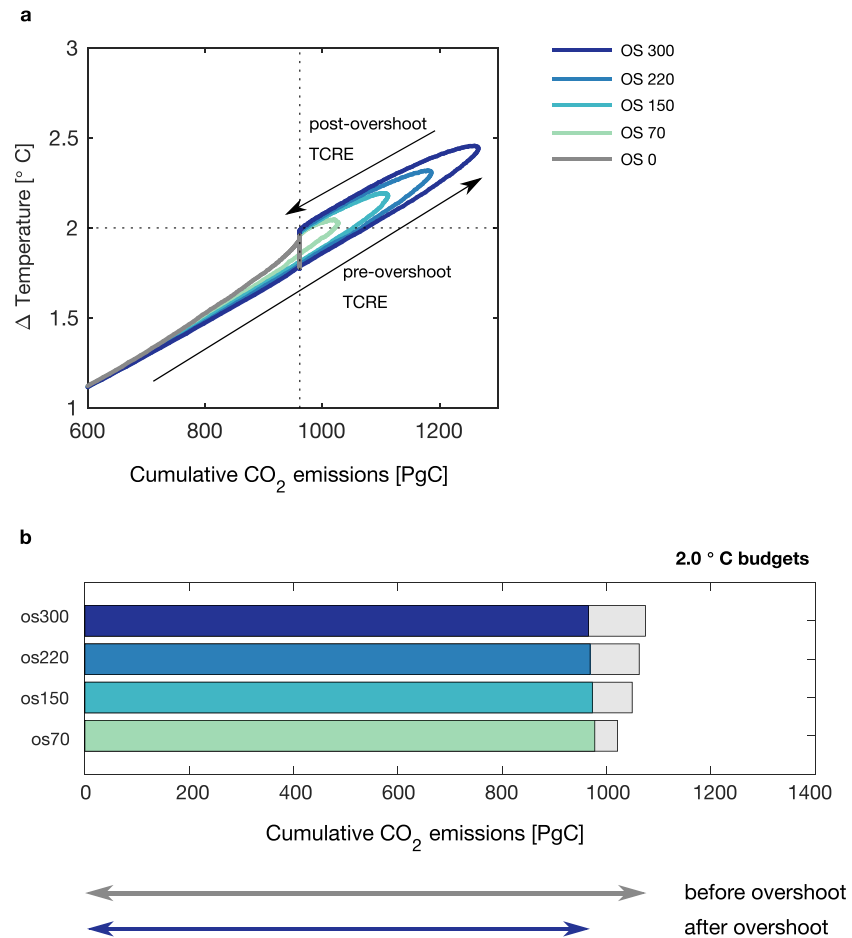 a
3
2.5
2
1.5
1
Δ Temperature [° C]
post-overshoot
TCRE
pre-overshoot
TCRE
600 800 1000 1200
Cumulative CO2 emissions [PgC]
OS 300
OS 220
OS 150
OS 70
OS 0
b
2.0 ° C budgets
os300
os220
os150
os70
0 200 400 600 800 1000 1200 1400
Cumulative CO2 emissions [PgC]
before overshoot
after overshoot